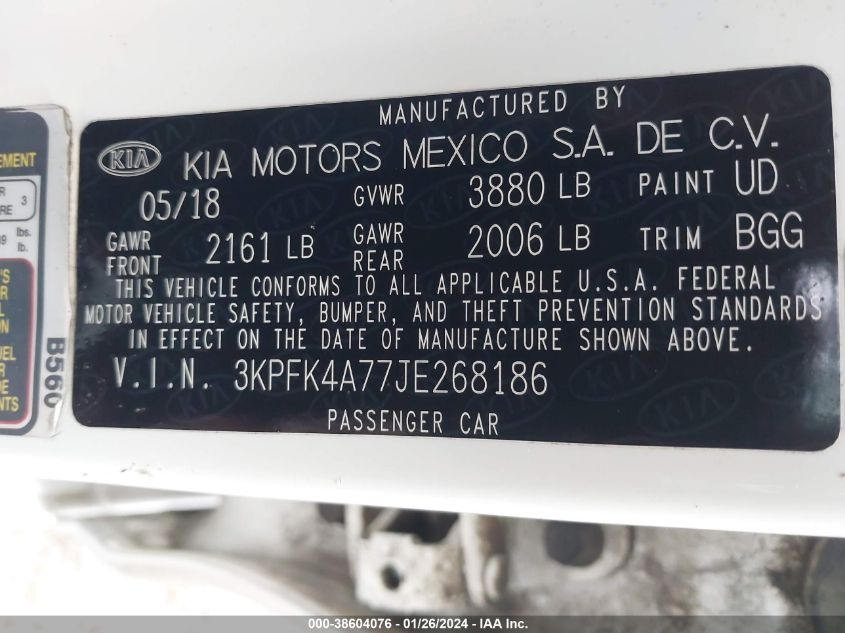 MANUFACTURED BY
KIA KIA MOTORS MEXICO S.A. DE C.V.
05/18 GVWR 3880 LB PAINT UD
GAWR FRONT 2161 LB GAWR REAR 2006 LB TRIM BGG
THIS VEHICLE CONFORMS TO ALL APPLICABLE U.S.A. FEDERAL
MOTOR VEHICLE SAFETY, BUMPER, AND THEFT PREVENTION STANDARDS
IN EFFECT ON THE DATE OF MANUFACTURE SHOWN ABOVE.
V.I.N. 3KPFK4A77JE268186
PASSENGER CAR
3
lbs.
lb.
B560
000-38604076 - 01/26/2024 - IAA Inc.